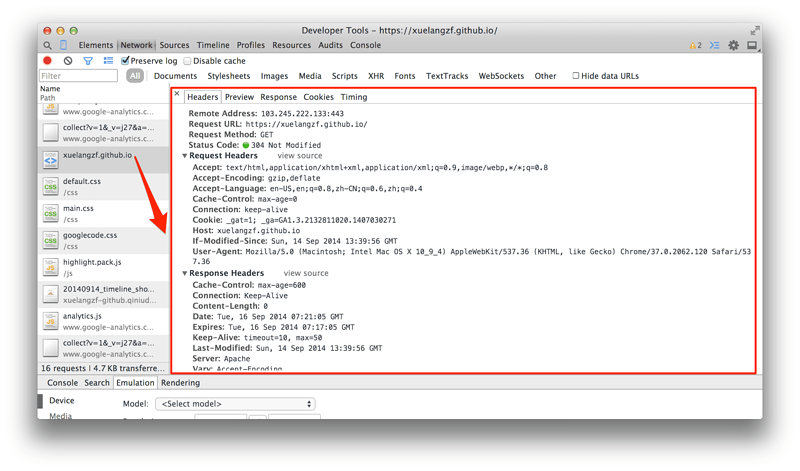 Developer Tools - https://xuelangzf.github.io/
Elements Network Sources Timeline Profiles Resources Audits Console
2
Preserve log Disable cache
Filter All Documents Stylesheets Images Media Scripts XHR Fonts TextTracks WebSockets Other Hide data URLs
Name
Path
www.google-analytics.c...
collect?v=1&_v=j27&a=...
www.google-analytics.c...
xuelangzf.github.io
default.css
/css
main.css
/css
googlecode.css
/css
highlight.pack.js
/js
20140914_timeline_sho...
xuelangzf-github.qiniud...
analytics.js
www.google-analytics.c...
collect?v=1&_v=j27&a=...
www.google-analytics.c...
16 requests | 4.7 KB transferre...
× Headers Preview Response Cookies Timing
Remote Address: 103.245.222.133:443
Request URL: https://xuelangzf.github.io/
Request Method: GET
Status Code: 304 Not Modified
Request Headers view source
Accept: text/html,application/xhtml+xml,application/xml;q=0.9,image/webp,*/*;q=0.8
Accept-Encoding: gzip,deflate
Accept-Language: en-US,en;q=0.8,zh-CN;q=0.6,zh;q=0.4
Cache-Control: max-age=0
Connection: keep-alive
Cookie: _gat=1; _ga=GA1.3.2132811020.1407030271
Host: xuelangzf.github.io
If-Modified-Since: Sun, 14 Sep 2014 13:39:56 GMT
User-Agent: Mozilla/5.0 (Macintosh; Intel Mac OS X 10_9_4) AppleWebKit/537.36 (KHTML, like Gecko) Chrome/37.0.2062.120 Safari/53
7.36
Response Headers view source
Cache-Control: max-age=600
Connection: Keep-Alive
Content-Length: 0
Date: Tue, 16 Sep 2014 07:21:05 GMT
Expires: Tue, 16 Sep 2014 07:17:05 GMT
Keep-Alive: timeout=10, max=50
Last-Modified: Sun, 14 Sep 2014 13:39:56 GMT
Server: Apache
Vary: Accept-Encoding
Console Search Emulation Rendering
Device
Media
Model: <Select model>